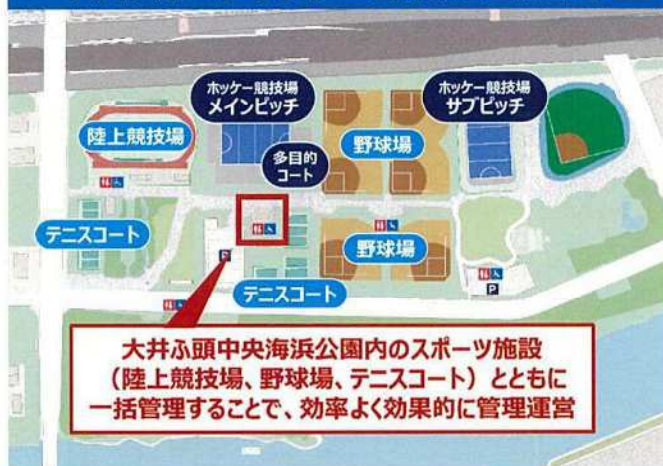 ホッケー競技場
メインピッチ
ホッケー競技場
サブピッチ
陸上競技場
野球場
多目的
コート
テニスコート
野球場
P
テニスコート
P
大井ふ頭中央海浜公園内のスポーツ施設
（陸上競技場、野球場、テニスコート）とともに
一括管理することで、効率よく効果的に管理運営